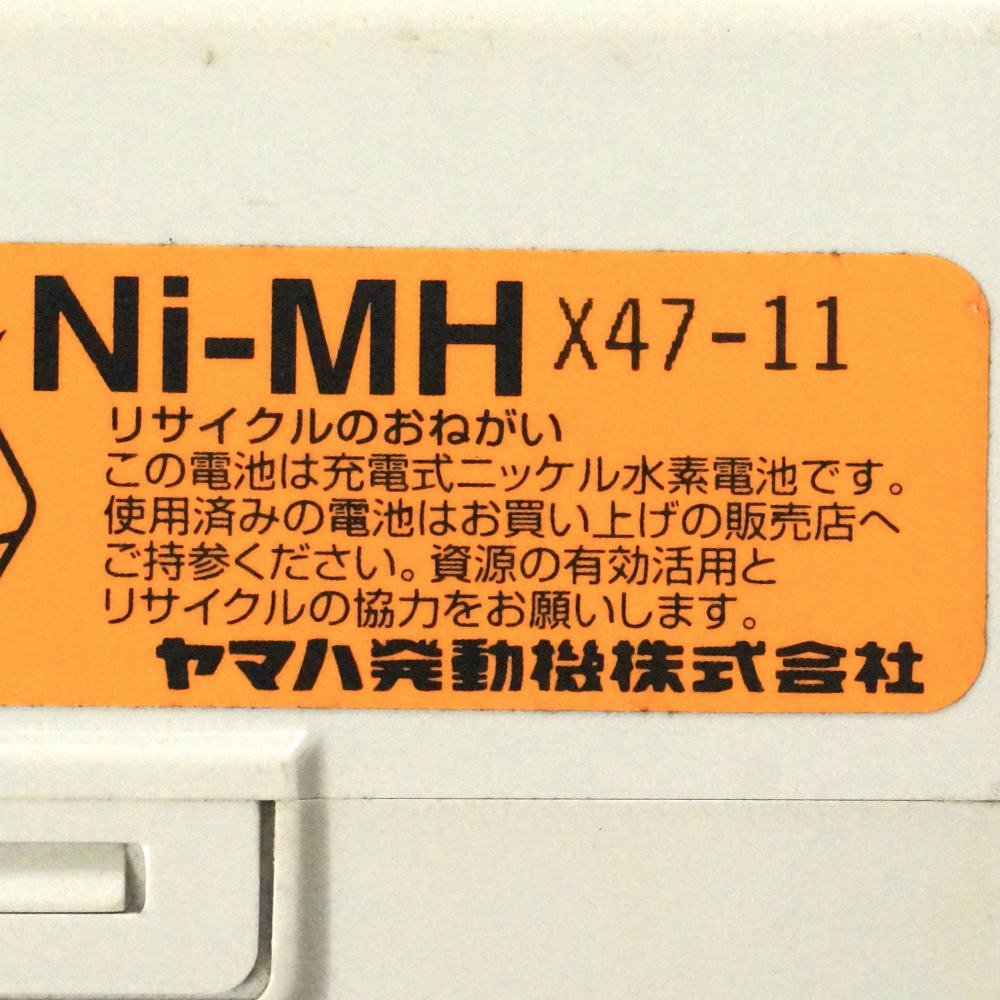 Ni-MH X47-11
リサイクルのおねがい
この電池は充電式ニッケル水素電池です。
使用済みの電池はお買い上げの販売店へ
ご持参ください。資源の有効活用と
リサイクルの協力をお願いします。
ヤマハ発動機株式会社